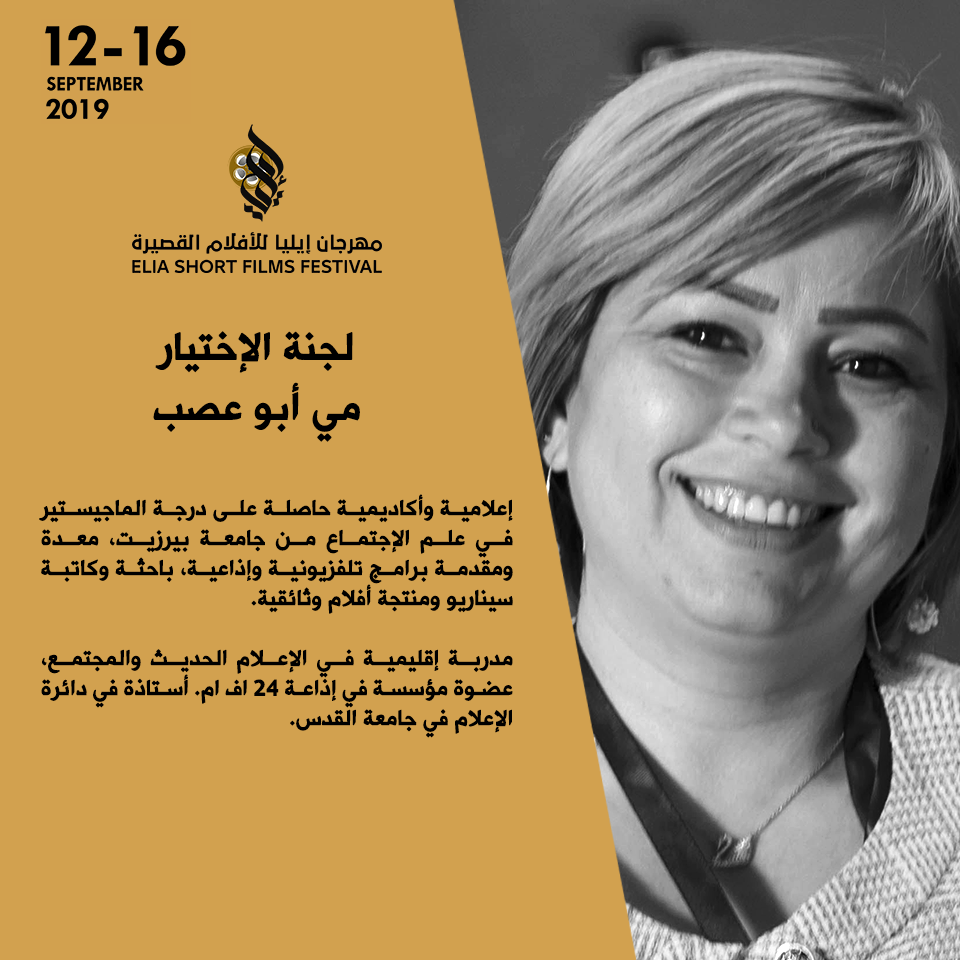 12-16
SEPTEMBER
2019
مهرجان إيليا للأفلام القصيرة
ELIA SHORT FILMS FESTIVAL
لجنة الإختيار
مي أبو عصب
إعلامية وأكاديمية حاصلة على درجة الماجيستير
في علم الإجتماع من جامعة بيرزيت، معدة
ومقدمة برامج تلفزيونية وإذاعية، باحثة وكاتبة
سيناريو ومنتجة أفلام وثائقية.
مدربة إقليمية في الإعلام الحديث والمجتمع،
عضوة مؤسسة في إذاعة 24 اف ام. أستاذة في دائرة
الإعلام في جامعة القدس.